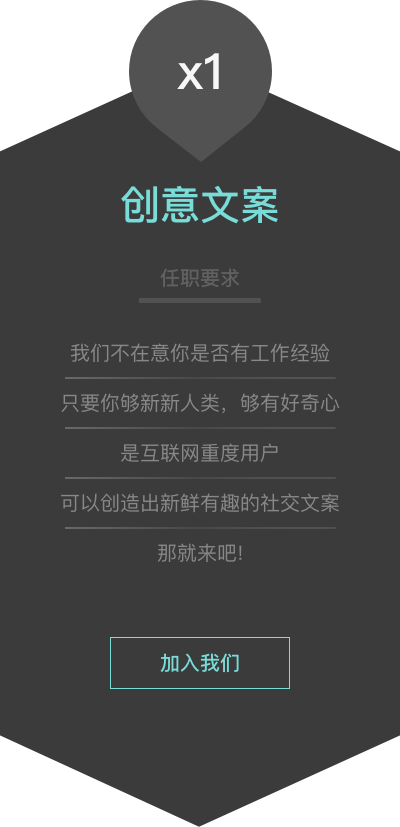 x1
创意文案
任职要求
我们不在意你是否有工作经验
只要你够新新人类，够有好奇心
是互联网重度用户
可以创造出新鲜有趣的社交文案
那就来吧!
加入我们